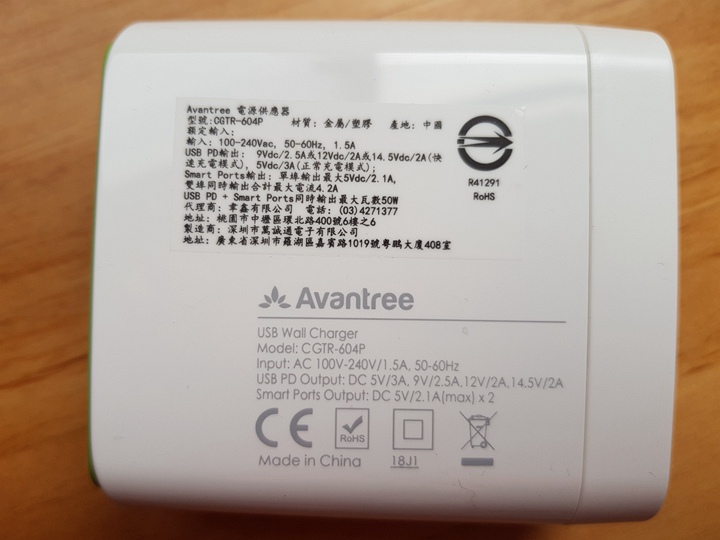 Avantree 電源供應器
型號:CGTR-604P 材質: 金屬/塑膠 產地: 中國
額定輸入:
輸入: 100-240Vac, 50-60Hz, 1.5A
USB PD輸出: 9Vdc/2.5A或12Vdc/2A或14.5Vdc/2A(快
速充電模式), 5Vdc/3A(正常充電模式);
Smart Ports輸出: 單埠輸出最大5Vdc/2.1A,
雙埠同時輸出合計最大電流4.2A
USB PD + Smart Ports同時輸出最大瓦數50W
代理商: 幸鑫有限公司 電話: (03)4271377
地址: 桃園市中壢區環北路400號6樓之6
製造商: 深圳市萬誠通電子有限公司
地址: 廣東省深圳市羅湖區嘉賓路1019號粤鵬大廈408室
R41291
RoHS
Avantree
USB Wall Charger
Model: CGTR-604P
Input: AC 100V-240V/1.5A, 50-60Hz
USB PD Output: DC 5V/3A, 9V/2.5A,12V/2A,14.5V/2A
Smart Ports Output: DC 5V/2.1A(max) x 2
CE RoHS
Made in China 18J1